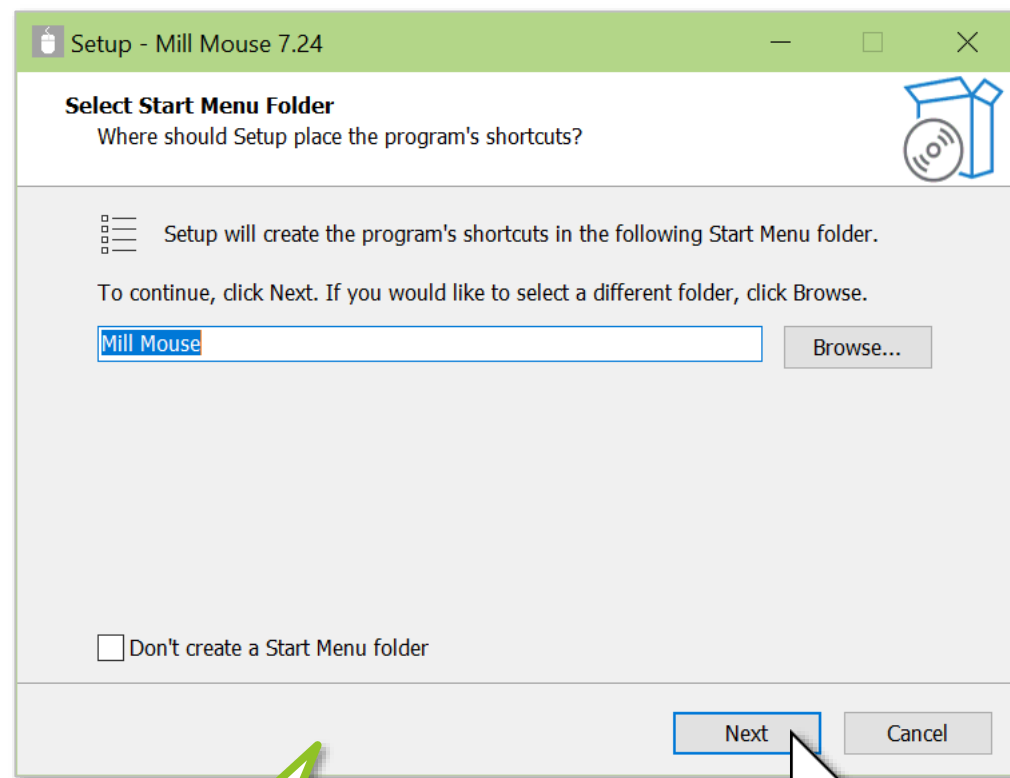 Setup - Mill Mouse 7.24
Select Start Menu Folder
Where should Setup place the program's shortcuts?
Setup will create the program's shortcuts in the following Start Menu folder.
To continue, click Next. If you would like to select a different folder, click Browse.
Mill Mouse
Browse...
Don't create a Start Menu folder
Next
Cancel